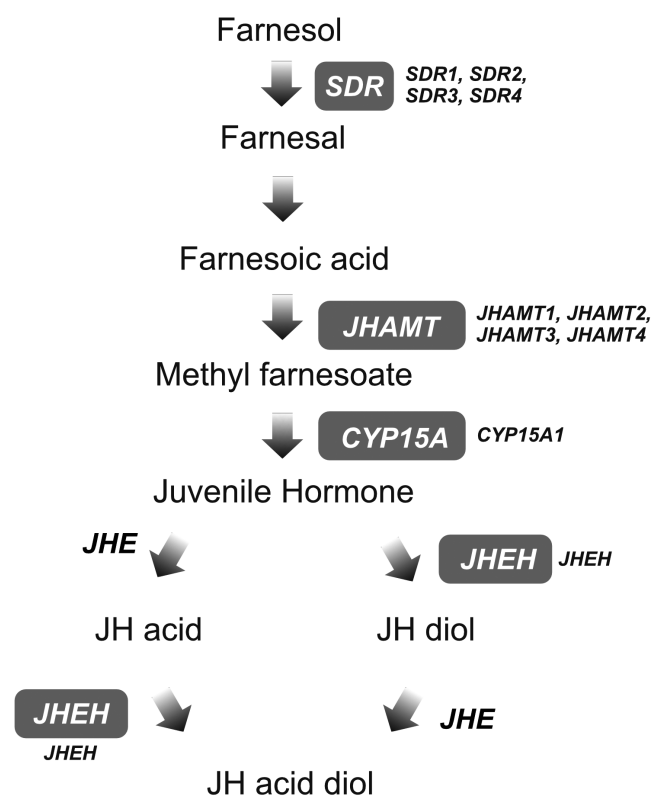 Farnesol
SDR
SDR1, SDR2,
SDR3, SDR4
Farnesal
Farnesoic acid
JHAMT
JHAMT1, JHAMT2,
JHAMT3, JHAMT4
Methyl farnesoate
CYP15A
CYP15A1
Juvenile Hormone
JHE
JHEH
JHEH
JH acid
JH diol
JHEH
JHEH
JHE
JH acid diol